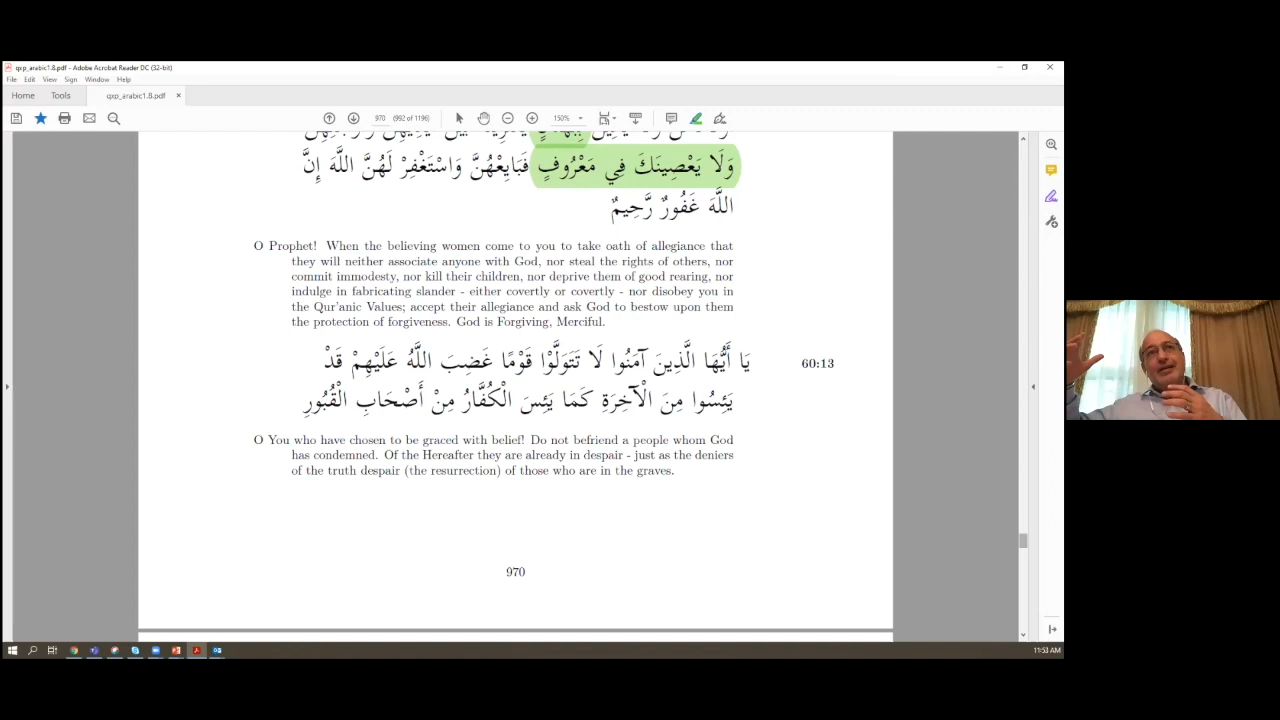 qxp_arabic1.8.pdf - Adobe Acrobat Reader DC (32-bit)
File Edit View Sign Window Help
Home Tools qxp_arabic1.8.pdf ×
970 (992 of 1196) 150%
وَلَا يَعْصِينَكَ فِي مَعْرُوفٍ فَبَايِعْهُنَّ وَاسْتَغْفِرْ لَهُنَّ اللَّهَ إِنَّ
اللَّهَ غَفُورٌ رَّحِيمٌ
O Prophet! When the believing women come to you to take oath of allegiance that
they will neither associate anyone with God, nor steal the rights of others, nor
commit immodesty, nor kill their children, nor deprive them of good rearing, nor
indulge in fabricating slander - either covertly or covertly - nor disobey you in
the Qur'anic Values; accept their allegiance and ask God to bestow upon them
the protection of forgiveness. God is Forgiving, Merciful.
يَا أَيُّهَا الَّذِينَ آمَنُوا لَا تَتَوَلَّوْا قَوْمًا غَضِبَ اللَّهُ عَلَيْهِمْ قَدْ 60:13
يَئِسُوا مِنَ الْآخِرَةِ كَمَا يَئِسَ الْكُفَّارُ مِنْ أَصْحَابِ الْقُبُورِ
O You who have chosen to be graced with belief! Do not befriend a people whom God
has condemned. Of the Hereafter they are already in despair - just as the deniers
of the truth despair (the resurrection) of those who are in the graves.
970
11:53 AM